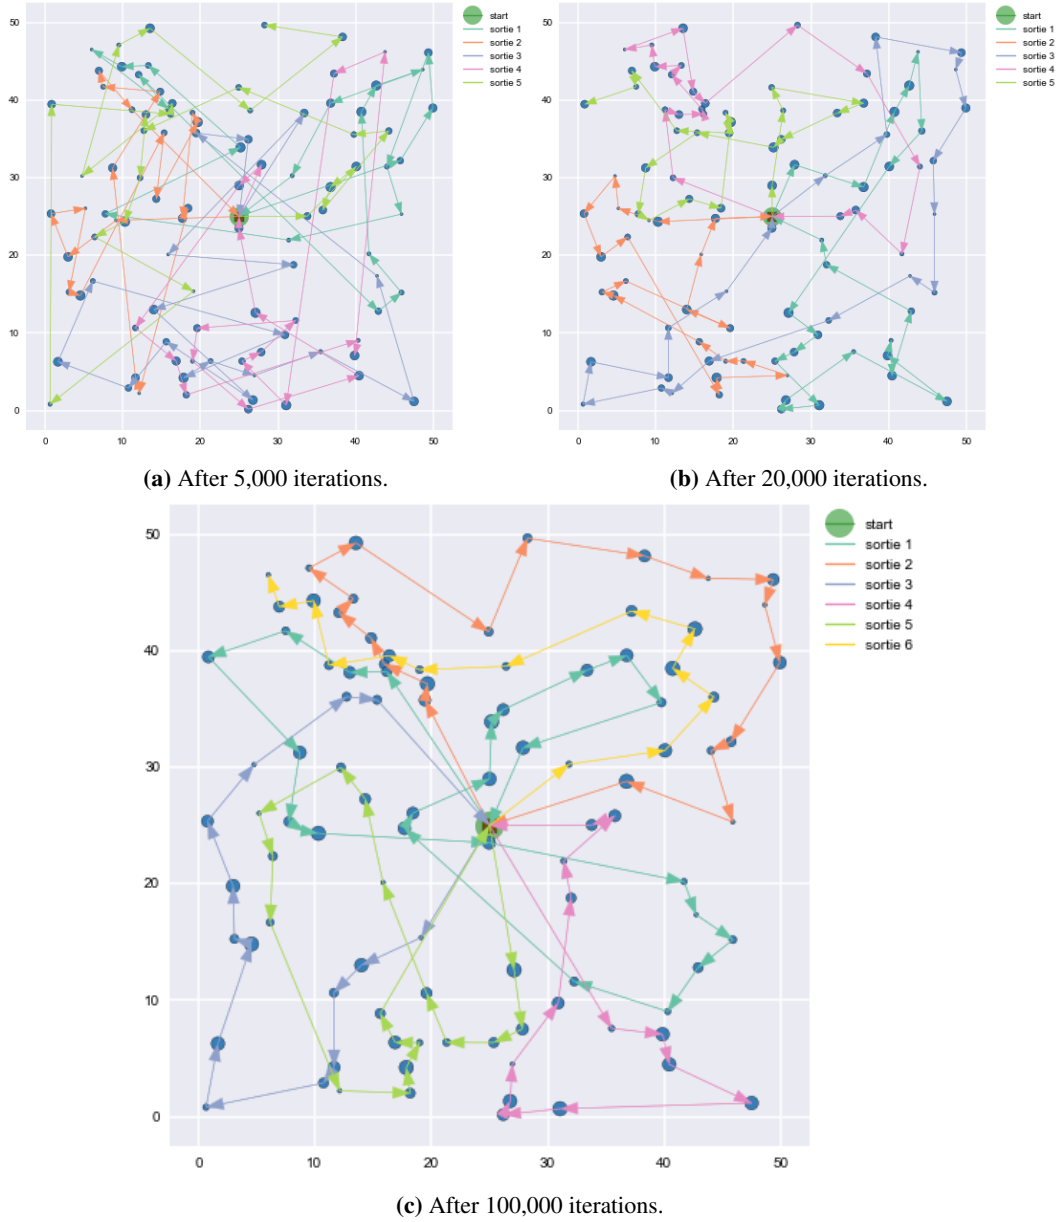 50
40
30
20
10
0
0 10 20 30 40 50
start
sortie 1
sortie 2
sortie 3
sortie 4
sortie 5
50
40
30
20
10
0
0 10 20 30 40 50
start
sortie 1
sortie 2
sortie 3
sortie 4
sortie 5
(a) After 5,000 iterations.
(b) After 20,000 iterations.
50
40
30
20
10
0
0 10 20 30 40 50
start
sortie 1
sortie 2
sortie 3
sortie 4
sortie 5
sortie 6
(c) After 100,000 iterations.